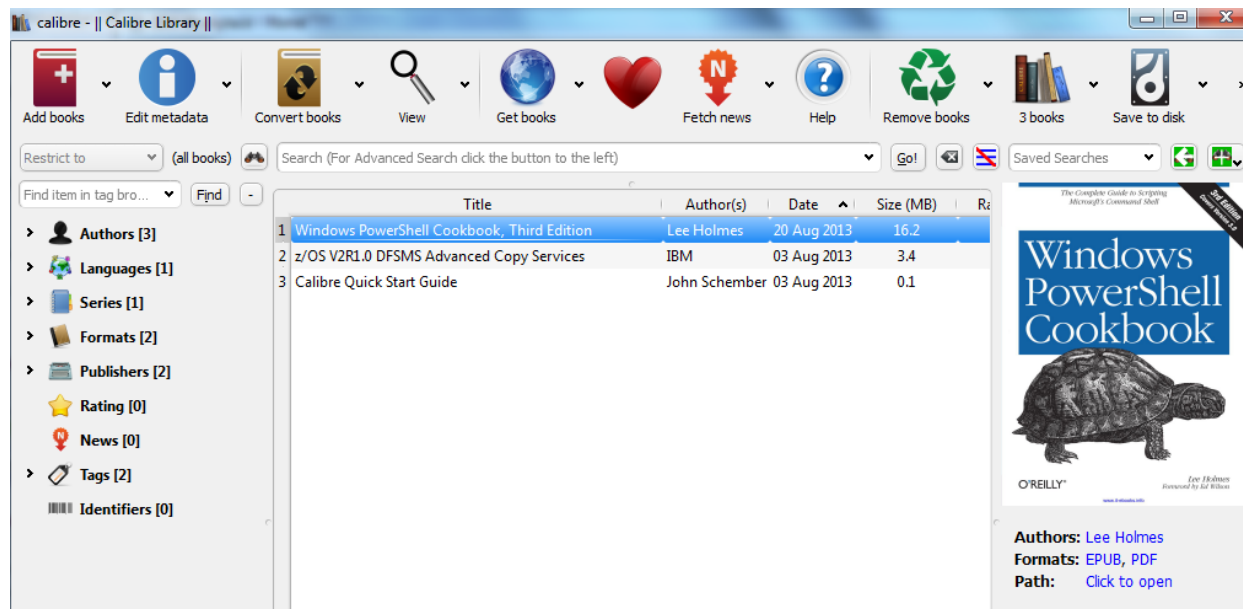 calibre - || Calibre Library ||
Add books Edit metadata Convert books View Get books Fetch news Help Remove books 3 books Save to disk
Restrict to (all books) Search (For Advanced Search click the button to the left) Go! Saved Searches
Find item in tag bro... Find -
Title Author(s) Date Size (MB) Ra
1 Windows PowerShell Cookbook, Third Edition Lee Holmes 20 Aug 2013 16.2
2 z/OS V2R1.0 DFSMS Advanced Copy Services IBM 03 Aug 2013 3.4
3 Calibre Quick Start Guide John Schember 03 Aug 2013 0.1
Authors [3]
Languages [1]
Series [1]
Formats [2]
Publishers [2]
Rating [0]
News [0]
Tags [2]
Identifiers [0]
The Complete Guide to Scripting
Microsoft's Command Shell
3rd Edition
Windows
PowerShell
Cookbook
O'REILLY
Lee Holmes
Foreword by Ed Wilson
Authors: Lee Holmes
Formats: EPUB, PDF
Path: Click to open